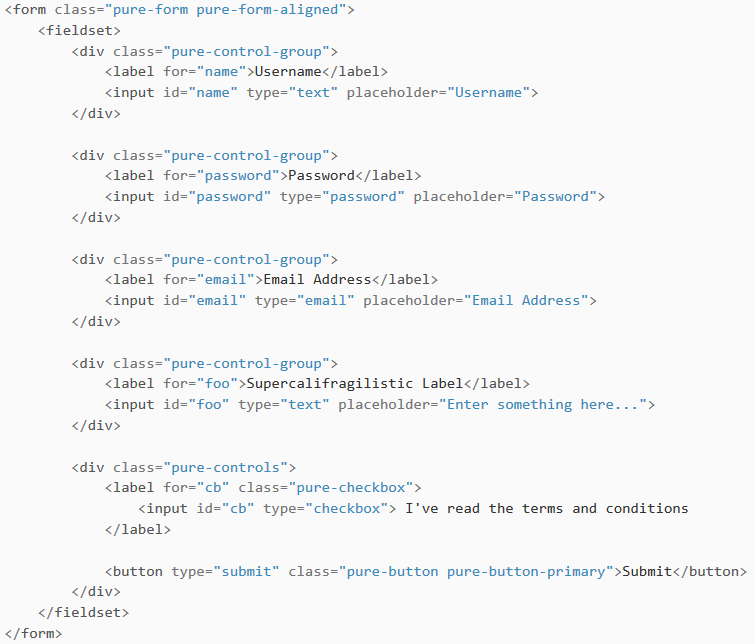 <form class="pure-form pure-form-aligned">
    <fieldset>
        <div class="pure-control-group">
            <label for="name">Username</label>
            <input id="name" type="text" placeholder="Username">
        </div>

        <div class="pure-control-group">
            <label for="password">Password</label>
            <input id="password" type="password" placeholder="Password">
        </div>

        <div class="pure-control-group">
            <label for="email">Email Address</label>
            <input id="email" type="email" placeholder="Email Address">
        </div>

        <div class="pure-control-group">
            <label for="foo">Supercalifragilistic Label</label>
            <input id="foo" type="text" placeholder="Enter something here...">
        </div>

        <div class="pure-controls">
            <label for="cb" class="pure-checkbox">
                <input id="cb" type="checkbox"> I've read the terms and conditions
            </label>

            <button type="submit" class="pure-button pure-button-primary">Submit</button>
        </div>
    </fieldset>
</form>